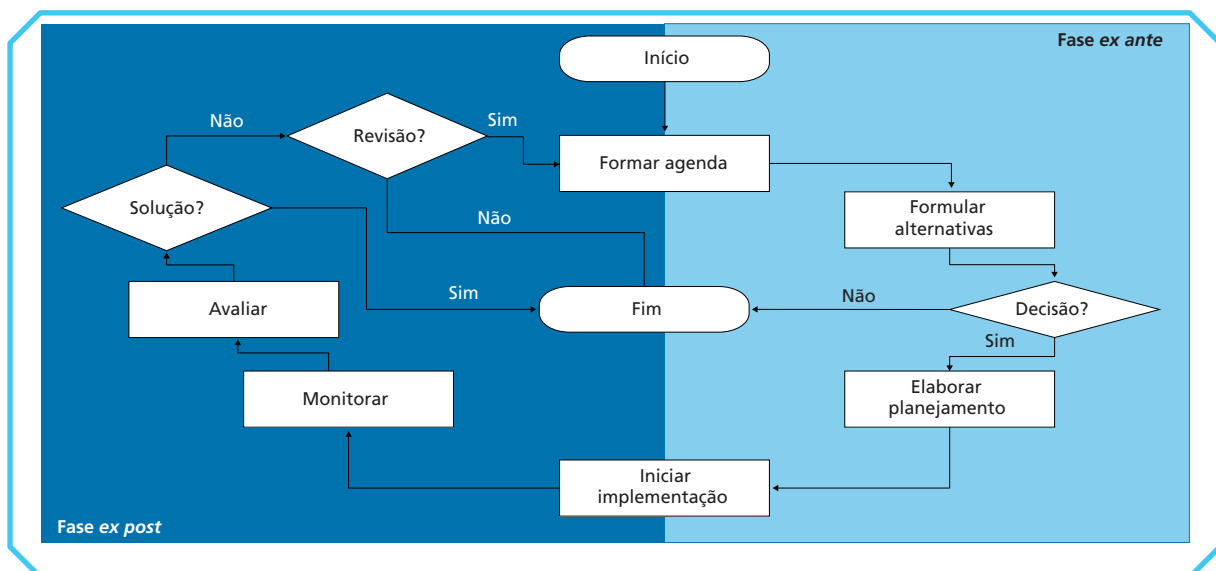 Fase ex ante
Início
Não
Revisão?
Sim
Formar agenda
Solução?
Não
Formular
alternativas
Avaliar
Sim
Fim
Não
Decisão?
Sim
Monitorar
Elaborar
planejamento
Iniciar
implementação
Fase ex post